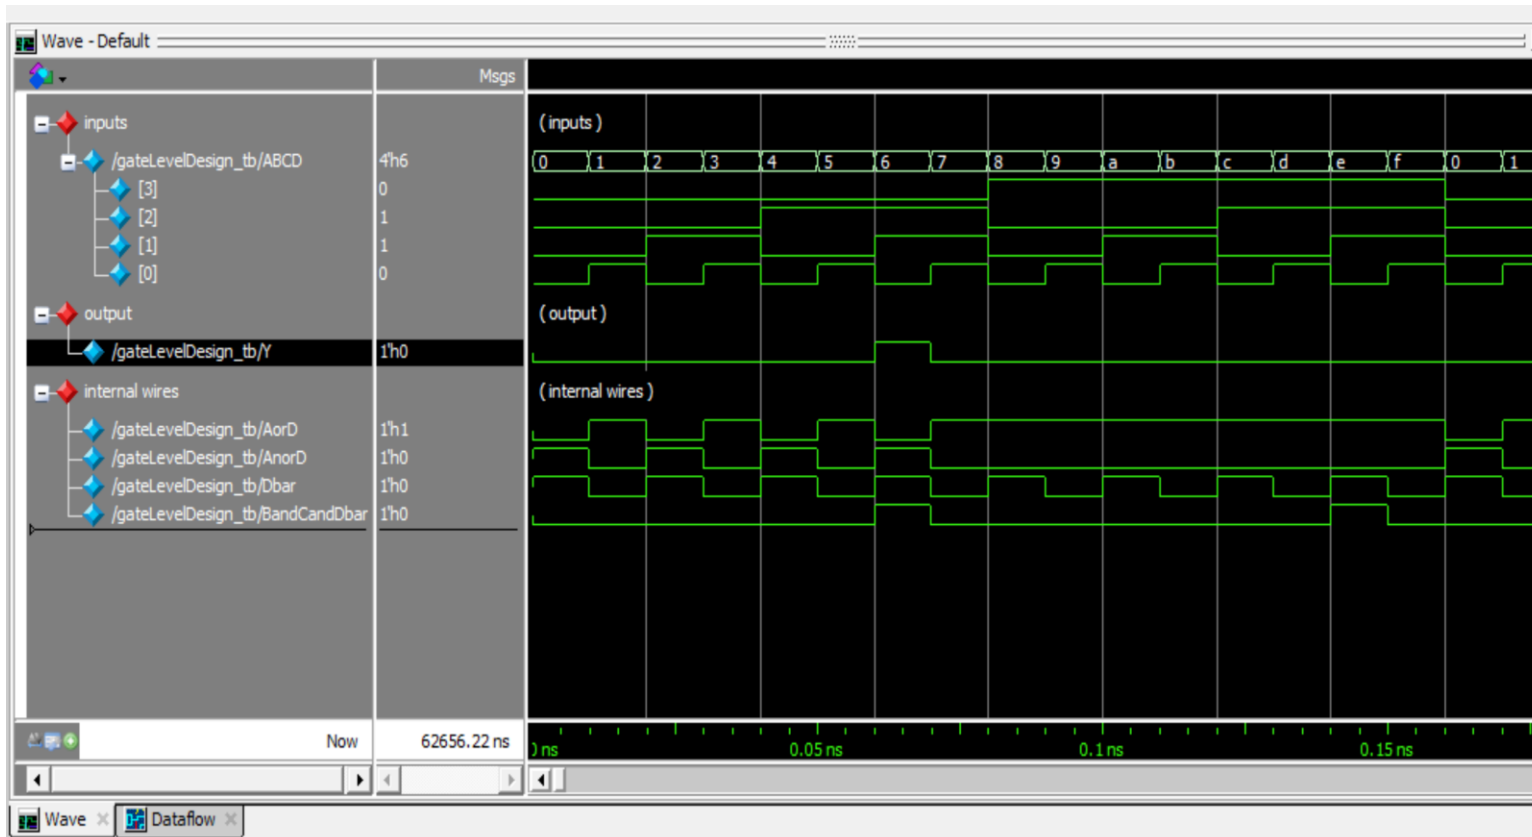 Wave - Default
Msgs
inputs
(inputs)
/gateLevelDesign_tb/ABCD 4'h6 0 1 2 3 4 5 6 7 8 9 a b c d e f 0 1
[3] 0
[2] 1
[1] 1
[0] 0
output
(output)
/gateLevelDesign_tb/Y 1'h0
internal wires
(internal wires)
/gateLevelDesign_tb/AorD 1'h1
/gateLevelDesign_tb/AnorD 1'h0
/gateLevelDesign_tb/Dbar 1'h0
/gateLevelDesign_tb/BandCandDbar 1'h0
Now 62656.22 ns
ns 0.05 ns 0.1 ns 0.15 ns
Wave Dataflow